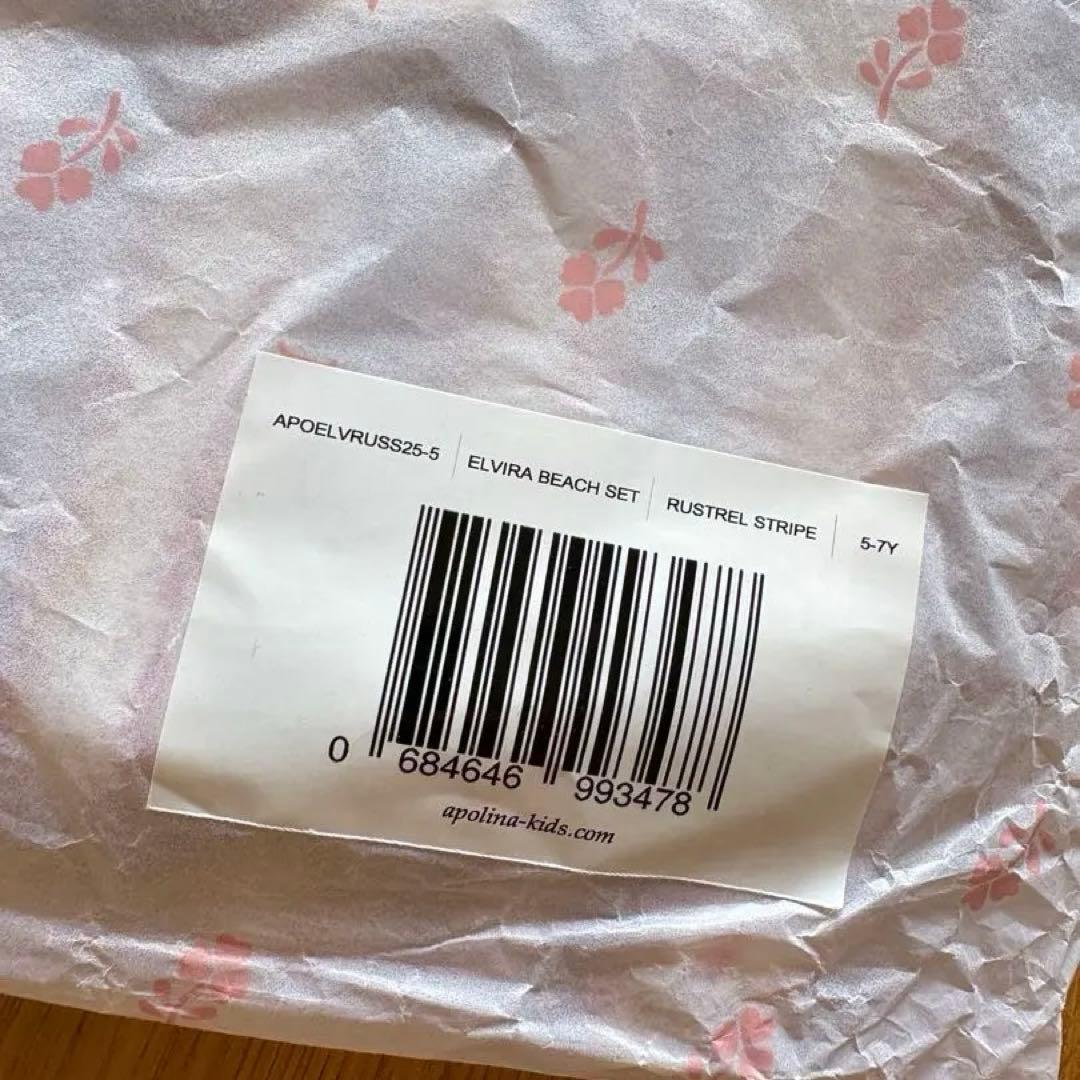 APOELVRUSS25-5 | ELVIRA BEACH SET | RUSTREL STRIPE | 5-7Y
0 684646 993478
apolina-kids.com